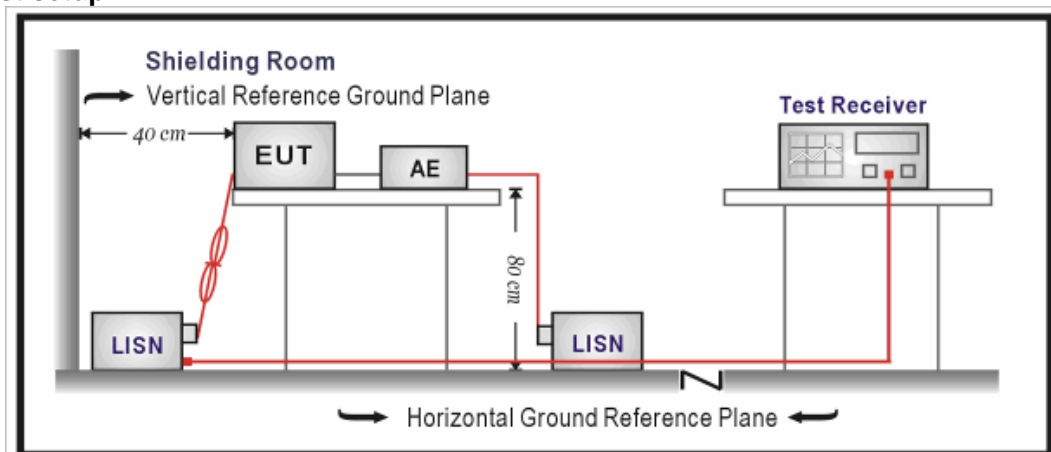 Shielding Room
Vertical Reference Ground Plane
40 cm
EUT
AE
Test Receiver
80 cm
LISN
LISN
Horizontal Ground Reference Plane